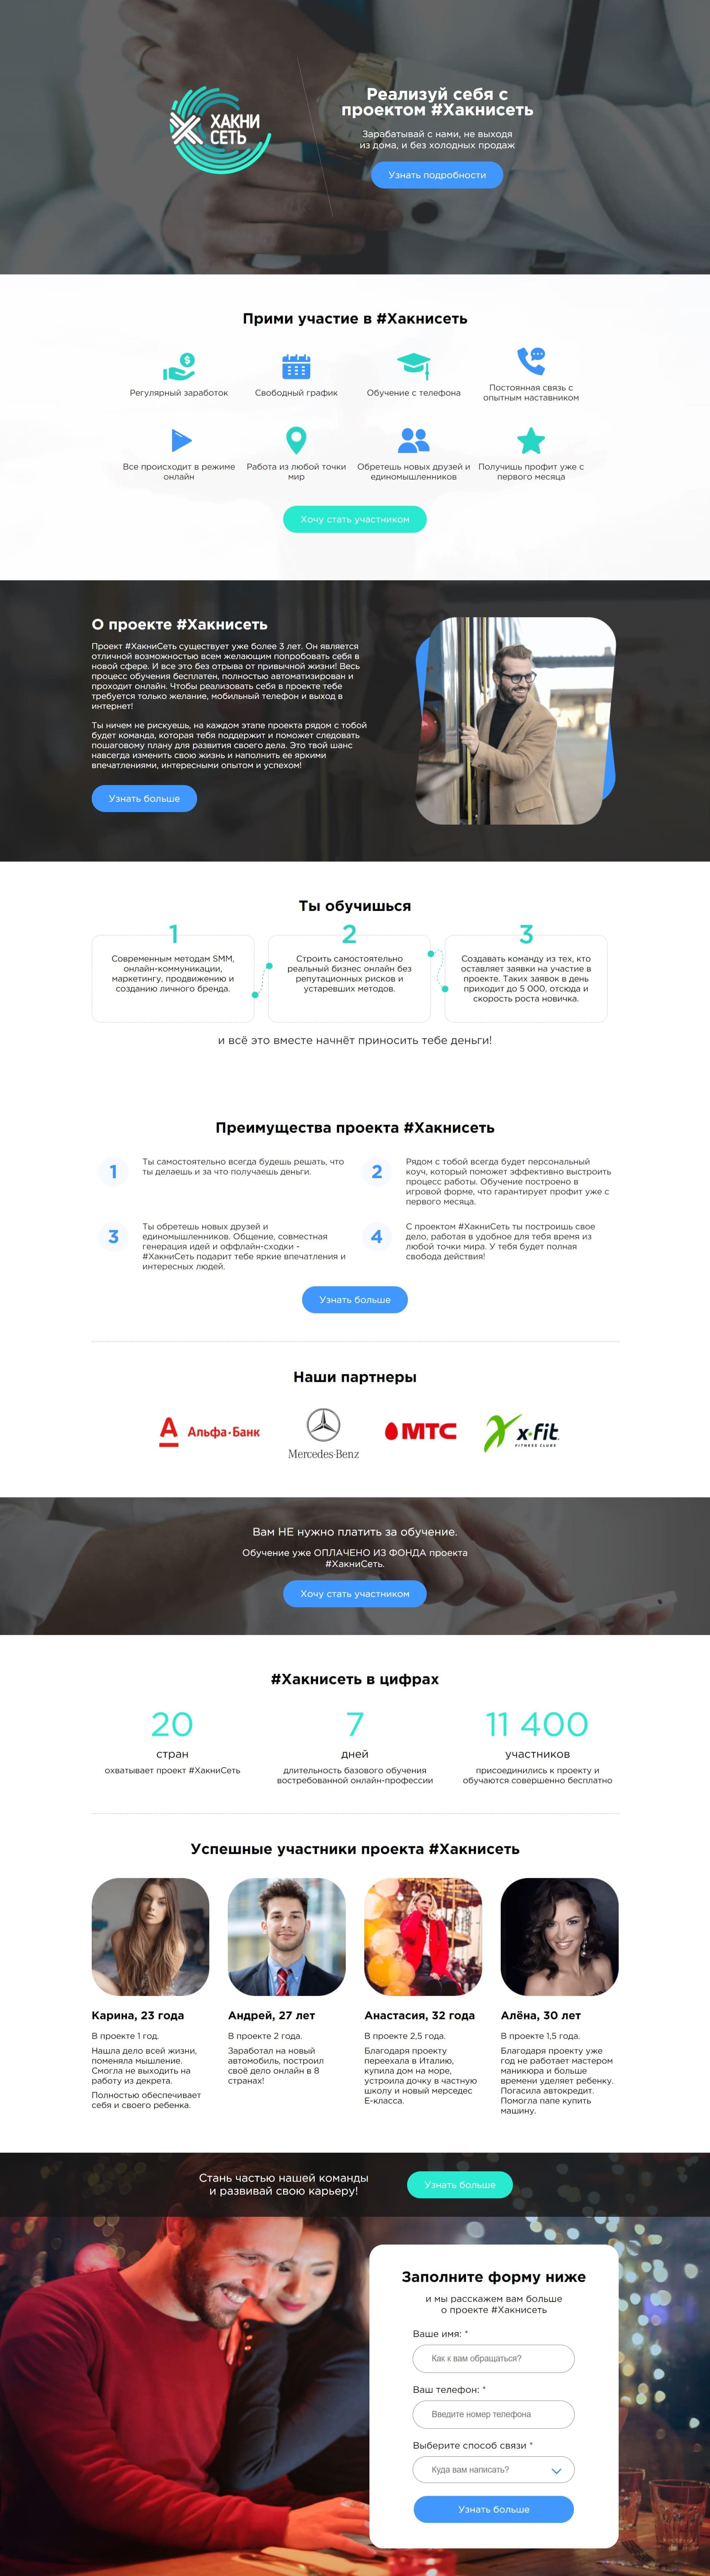 ХАКНИ
СЕТЬ
Реализуй себя с
проектом #Хакнисеть
Зарабатывай с нами, не выходя
из дома, и без холодных продаж
Узнать подробности
Прими участие в #Хакнисеть
Регулярный заработок
Свободный график
Обучение с телефона
Постоянная связь с
опытным наставником
Все происходит в режиме
онлайн
Работа из любой точки
мир
Обретешь новых друзей и
единомышленников
Получишь профит уже с
первого месяца
Хочу стать участником
О проекте #Хакнисеть
Проект #ХакниСеть существует уже более 3 лет. Он является
отличной возможностью всем желающим попробовать себя в
новой сфере. И все это без отрыва от привычной жизни! Весь
процесс обучения бесплатен, полностью автоматизирован и
проходит онлайн. Чтобы реализовать себя в проекте тебе
требуется только желание, мобильный телефон и выход в
интернет!
Ты ничем не рискуешь, на каждом этапе проекта рядом с тобой
будет команда, которая тебя поддержит и поможет следовать
пошаговому плану для развития своего дела. Это твой шанс
навсегда изменить свою жизнь и наполнить ее яркими
впечатлениями, интересными опытом и успехом!
Узнать больше
Ты обучишься
1
Современным методам SMM,
онлайн-коммуникации,
маркетингу, продвижению и
созданию личного бренда.
2
Строить самостоятельно
реальный бизнес онлайн без
репутационных рисков и
устаревших методов.
3
Создавать команду из тех, кто
оставляет заявки на участие в
проекте. Таких заявок в день
приходит до 5 000, отсюда и
скорость роста новичка.
и всё это вместе начнёт приносить тебе деньги!
Преимущества проекта #Хакнисеть
1
Ты самостоятельно всегда будешь решать, что
ты делаешь и за что получаешь деньги.
2
Рядом с тобой всегда будет персональный
коуч, который поможет эффективно выстроить
процесс работы. Обучение построено в
игровой форме, что гарантирует профит уже с
первого месяца.
3
Ты обретешь новых друзей и
единомышленников. Общение, совместная
генерация идей и оффлайн-сходки -
#ХакниСеть подарит тебе яркие впечатления и
интересных людей.
4
С проектом #ХакниСеть ты построишь свое
дело, работая в удобное для тебя время из
любой точки мира. У тебя будет полная
свобода действия!
Узнать больше
Наши партнеры
Альфа·Банк
Mercedes-Benz
МТС
x·fit
FITNESS CLUBS
Вам НЕ нужно платить за обучение.
Обучение уже ОПЛАЧЕНО ИЗ ФОНДА проекта
#ХакниСеть.
Хочу стать участником
#Хакнисеть в цифрах
20
стран
охватывает проект #ХакниСеть
7
дней
длительность базового обучения
востребованной онлайн-профессии
11 400
участников
присоединились к проекту и
обучаются совершенно бесплатно
Успешные участники проекта #Хакнисеть
Карина, 23 года
В проекте 1 год.
Нашла дело всей жизни,
поменяла мышление.
Смогла не выходить на
работу из декрета.
Полностью обеспечивает
себя и своего ребенка.
Андрей, 27 лет
В проекте 2 года.
Заработал на новый
автомобиль, построил
своё дело онлайн в 8
странах!
Анастасия, 32 года
В проекте 2,5 года.
Благодаря проекту
переехала в Италию,
купила дом на море,
устроила дочку в частную
школу и новый мерседес
Е-класса.
Алёна, 30 лет
В проекте 1,5 года.
Благодаря проекту уже
год не работает мастером
маникюра и больше
времени уделяет ребенку.
Погасила автокредит.
Помогла папе купить
машину.
Стань частью нашей команды
и развивай свою карьеру!
Узнать больше
Заполните форму ниже
и мы расскажем вам больше
о проекте #Хакнисеть
Ваше имя: *
Как к вам обращаться?
Ваш телефон: *
Введите номер телефона
Выберите способ связи *
Куда вам написать?
Узнать больше